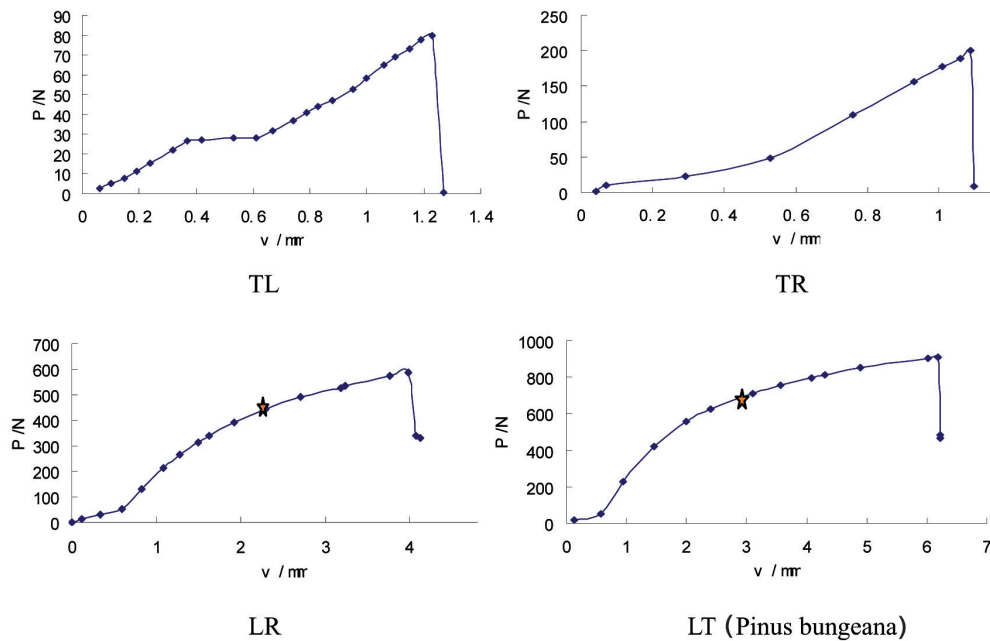 90
80
70
60
50
40
30
20
10
0
P /N
0 0.2 0.4 0.6 0.8 1 1.2 1.4
v / mm
TL
250
200
150
100
50
0
P /N
0 0.2 0.4 0.6 0.8 1
v / mm
TR
700
600
500
400
300
200
100
0
P /N
0 1 2 3 4
v / mm
LR
1000
800
600
400
200
0
P /N
0 1 2 3 4 5 6 7
v / mm
LT (Pinus bungeana)